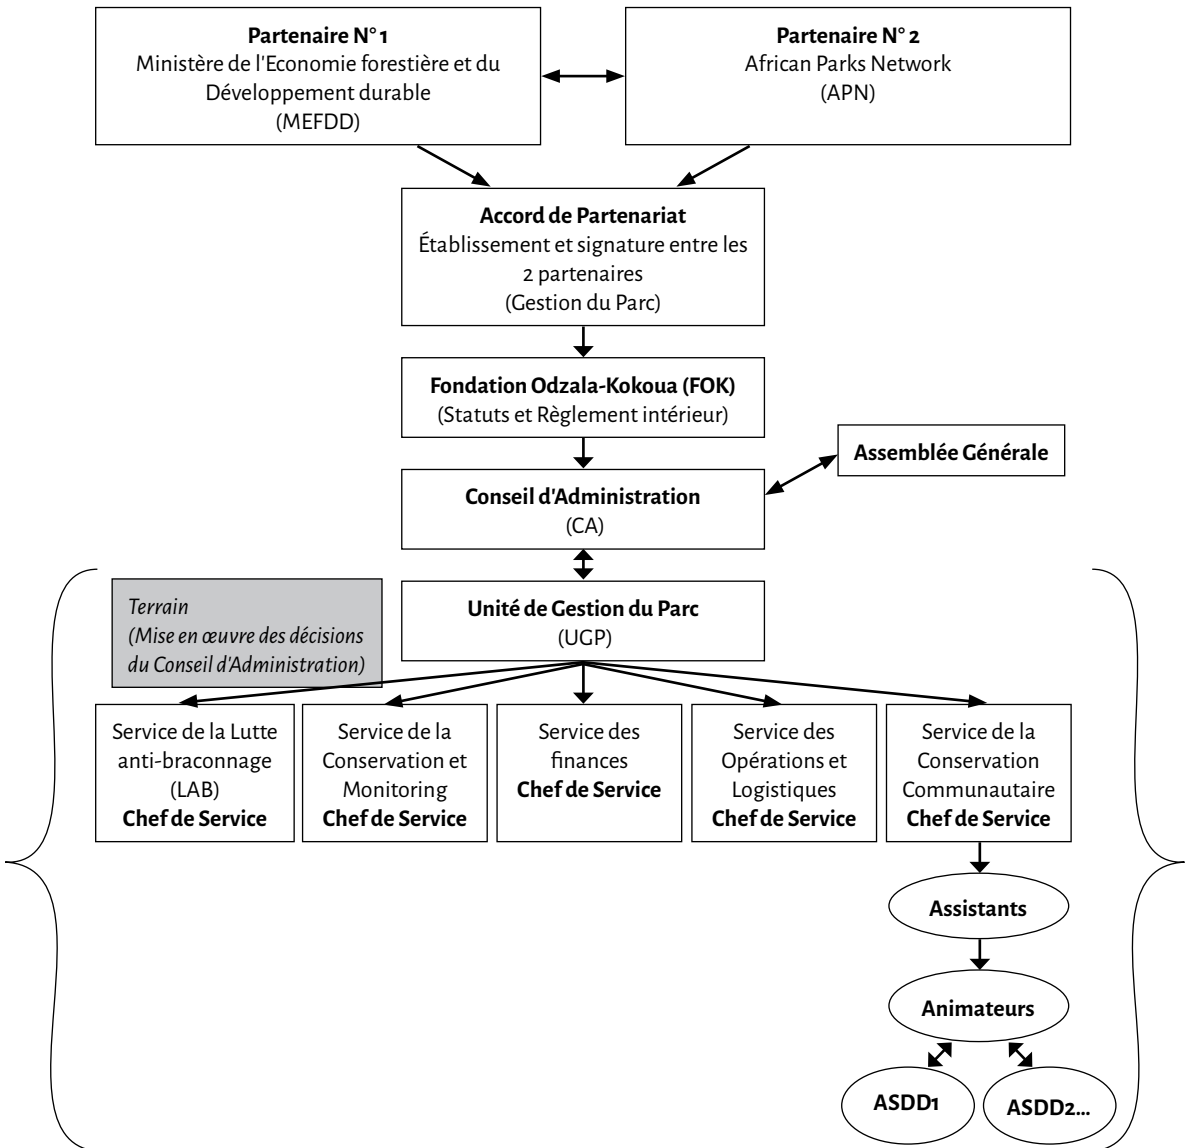 Partenaire N° 1
Ministère de l'Economie forestière et du
Développement durable
(MEFDD)
Partenaire N° 2
African Parks Network
(APN)
Accord de Partenariat
Établissement et signature entre les
2 partenaires
(Gestion du Parc)
Fondation Odzala-Kokoua (FOK)
(Statuts et Règlement intérieur)
Assemblée Générale
Conseil d'Administration
(CA)
Terrain
(Mise en œuvre des décisions
du Conseil d'Administration)
Unité de Gestion du Parc
(UGP)
Service de la Lutte
anti-braconnage
(LAB)
Chef de Service
Service de la
Conservation et
Monitoring
Chef de Service
Service des
finances
Chef de Service
Service des
Opérations et
Logistiques
Chef de Service
Service de la
Conservation
Communautaire
Chef de Service
Assistants
Animateurs
ASDD1
ASDD2...